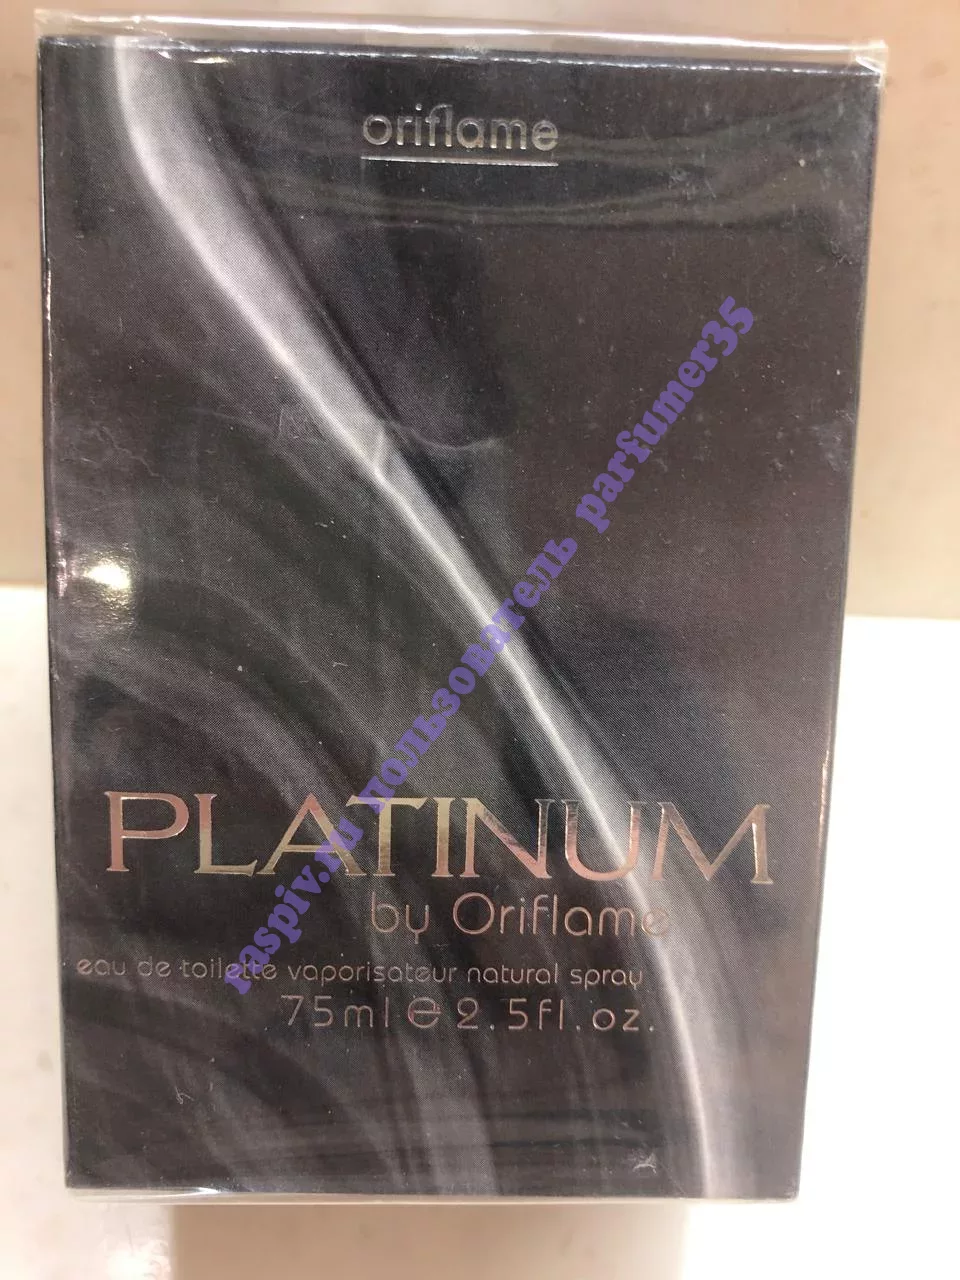 oriflame
PLATINUM
by Oriflame
eau de toilette vaporisateur natural spray
75ml e 2.5fl.oz.
raspiv.ru пользователь parfumer35